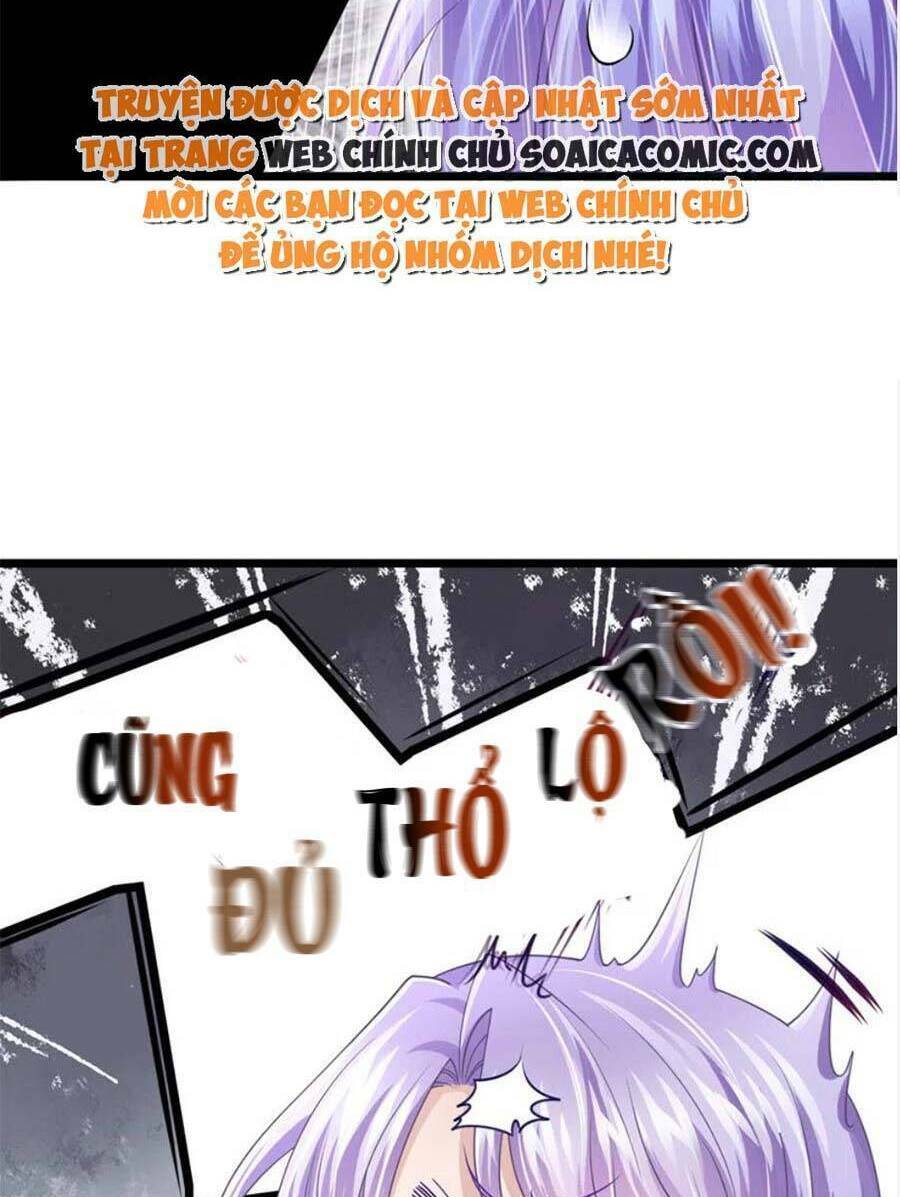 TRUYỆN ĐƯỢC DỊCH VÀ CẬP NHẬT SỚM NHẤT
TẠI TRANG WEB CHÍNH CHỦ SOAICACOMIC.COM
MỜI CÁC BẠN ĐỌC TẠI WEB CHÍNH CHỦ
ĐỂ ỦNG HỘ NHÓM DỊCH NHÉ!
CŨNG
ĐỦ
THỔ
LỘ
RỒI!